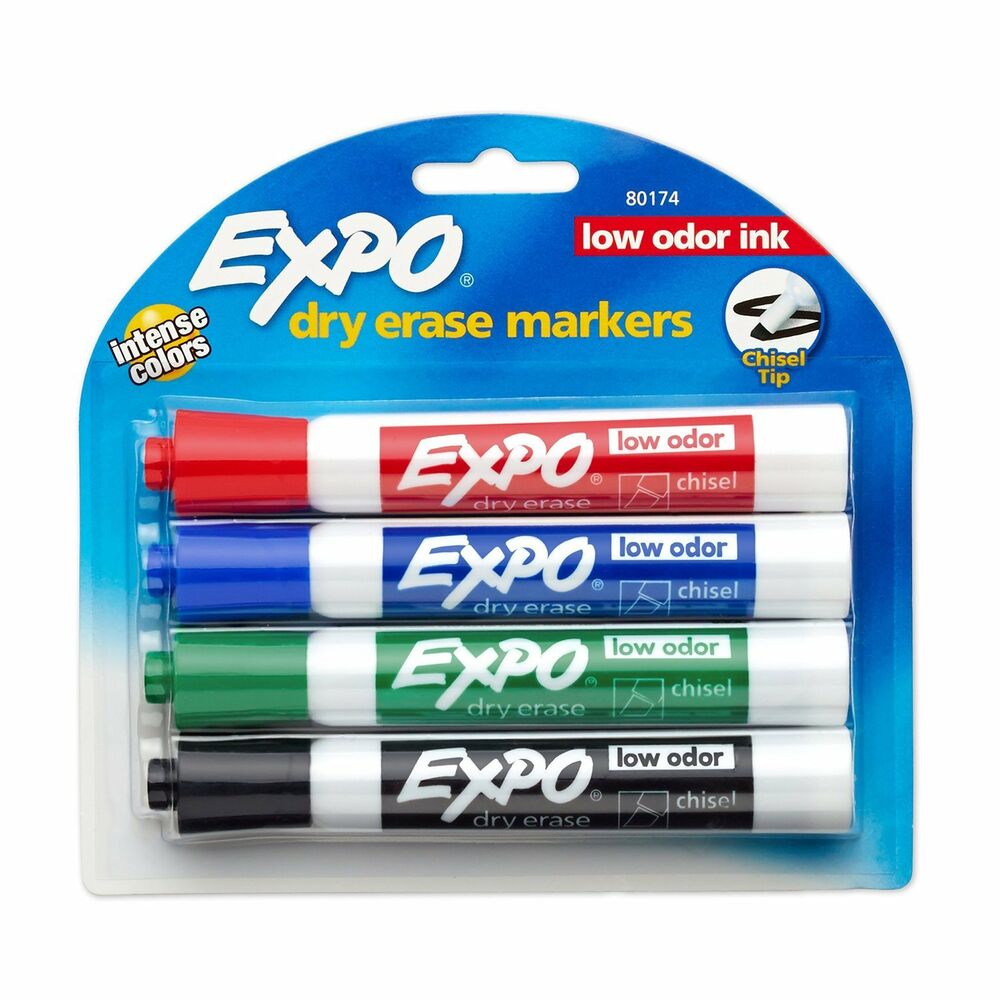 80174
EXPO®
low odor ink
dry erase markers
intense
colors
Chisel
Tip
EXPO®
low odor
chisel
dry erase
EXPO®
low odor
chisel
dry erase
EXPO®
low odor
chisel
dry erase
EXPO®
low odor
chisel
dry erase